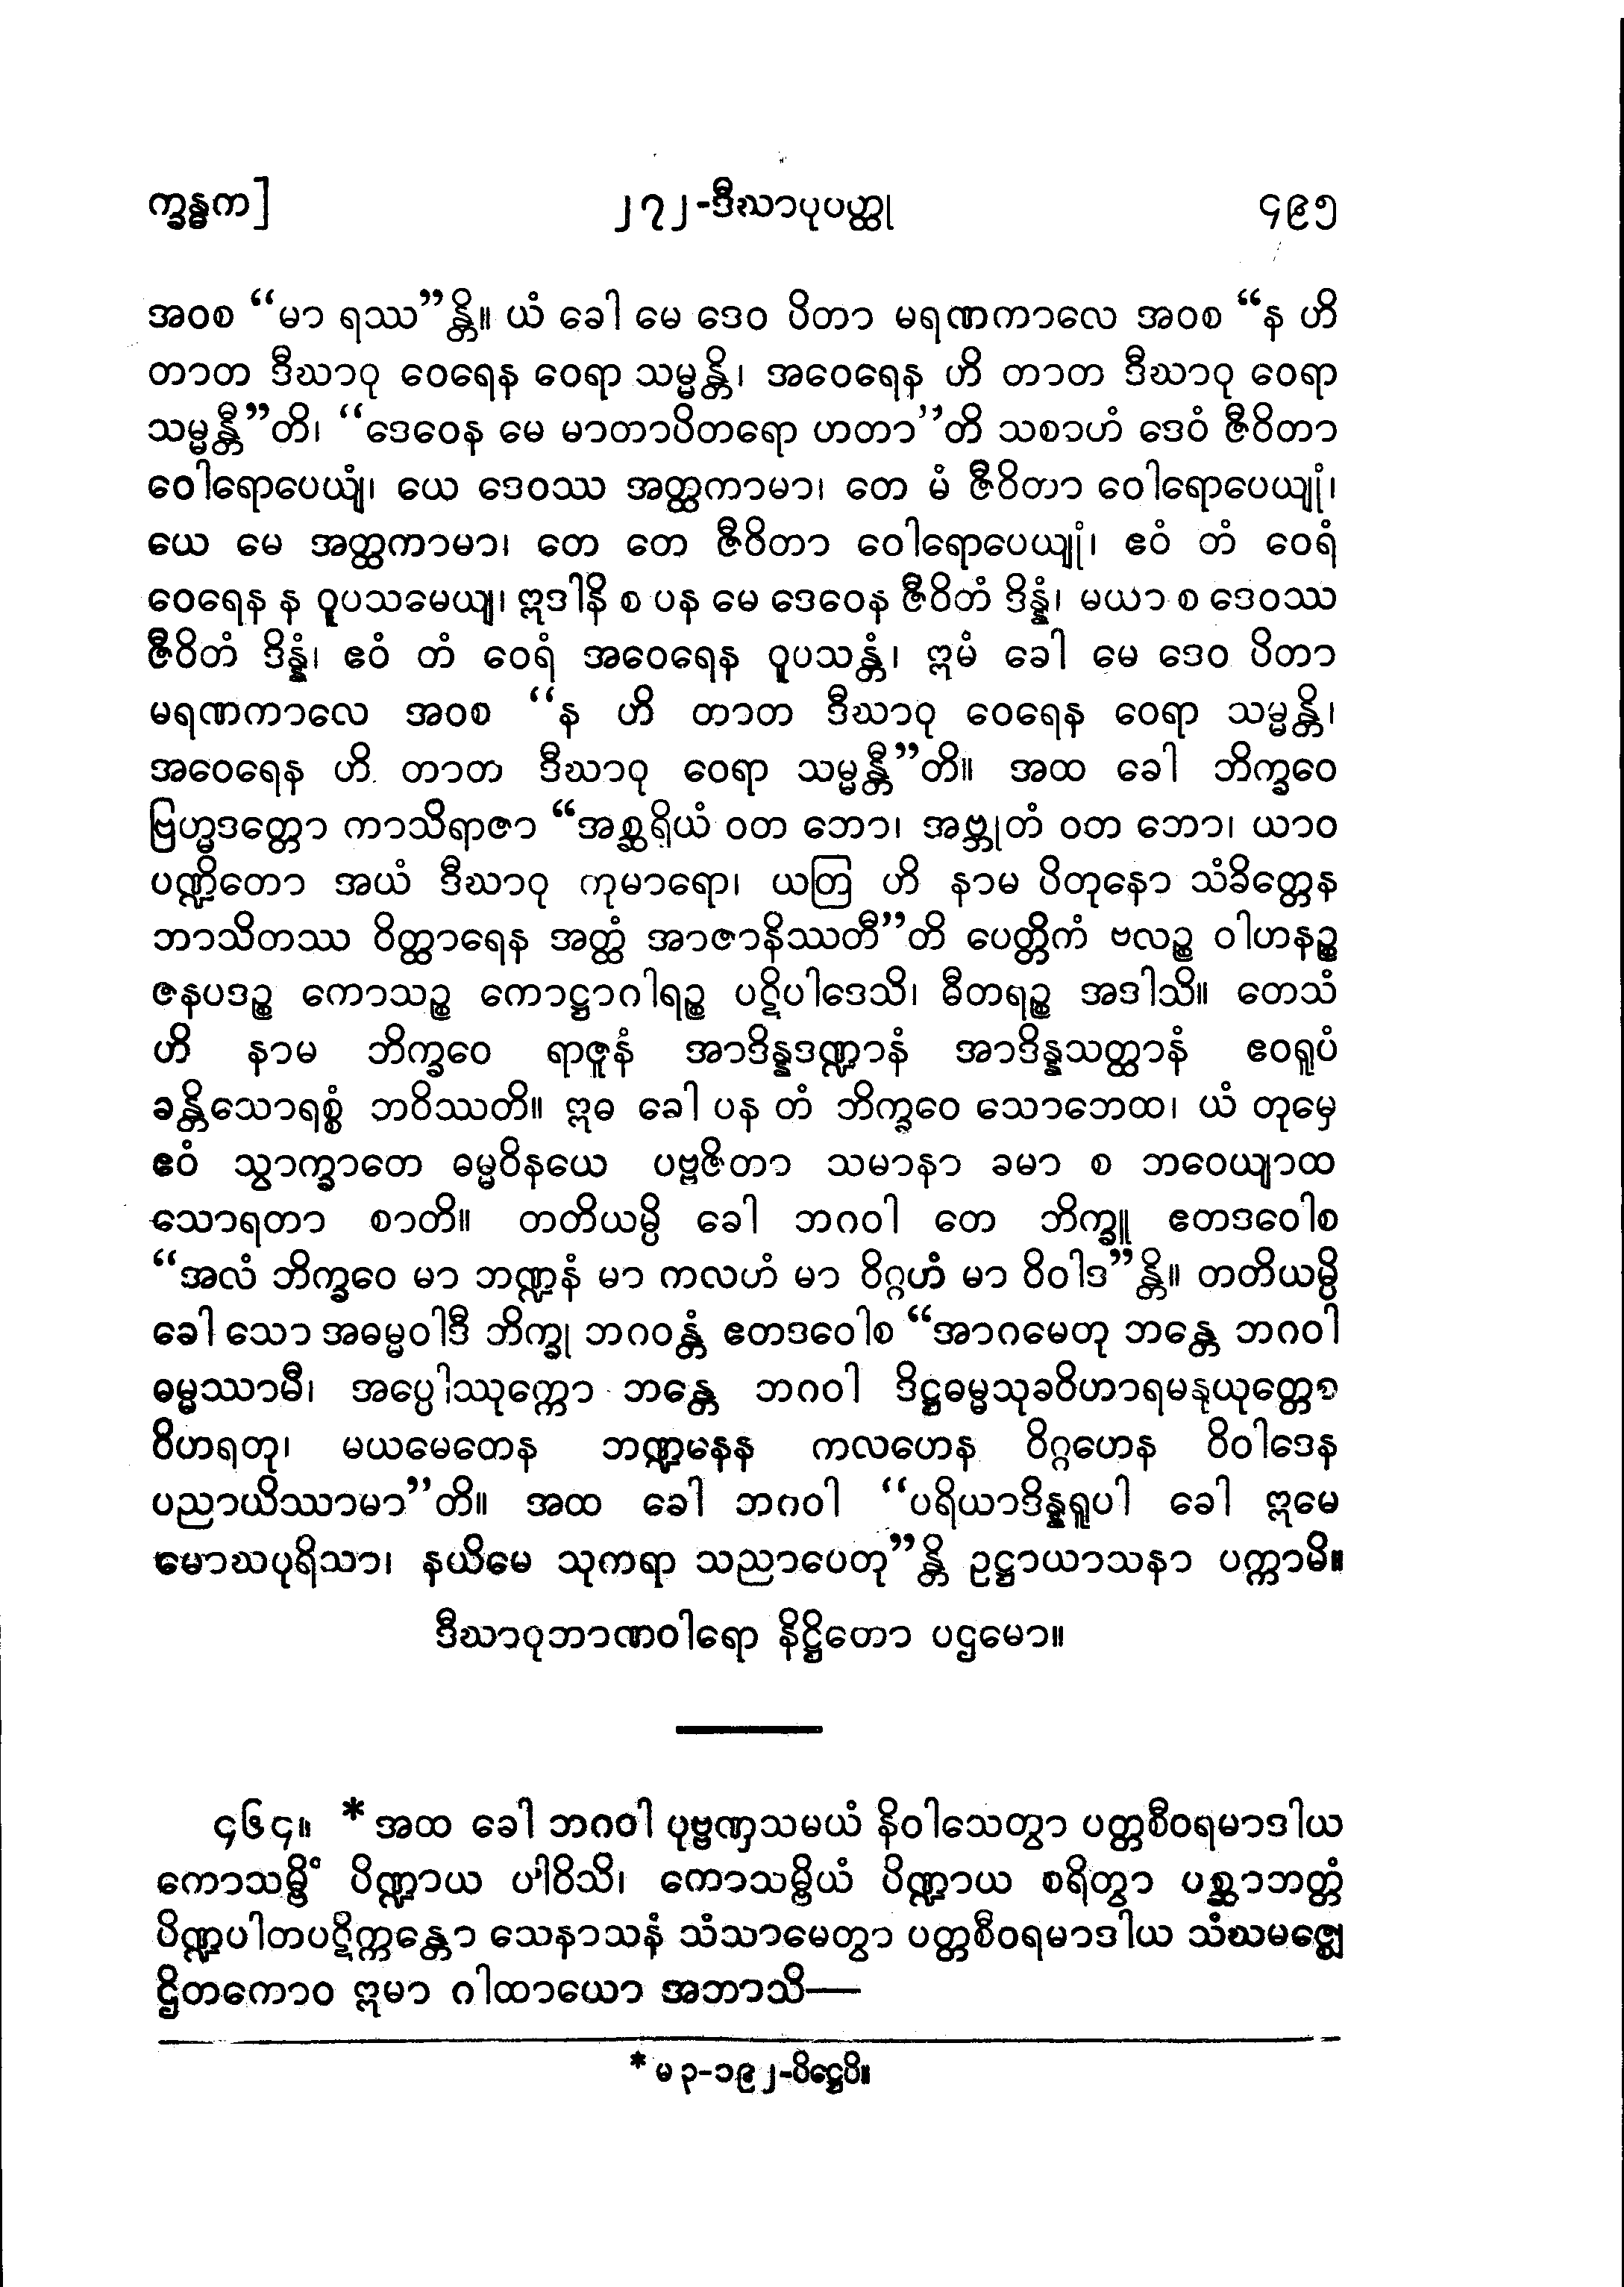 က္ခန္ဓက]
၂၇၂-ဒီဃာပုပဟ္ထု
၄၉၅
အဝစ “မာ ရဿ”န္တိ။ ယံ ခေါ မေ ဒေဝ ပိတာ မရဏကာလေ အဝစ “န ဟိ
တာတ ဒီဃာဝု ဝေရေန ဝေရာ သမ္မန္တိ၊ အဝေရေန ဟိ တာတ ဒီဃာဝု ဝေရာ
သမ္မန္တီ”တိ၊ “ဒေဝေန မေ မာတာပိတရော ဟတာ”တိ သစာဟံ ဒေဝံ ဇီဝိတာ
ဝေါရောပေယျံ၊ ယေ ဒေဝဿ အတ္ထကာမာ၊ တေ မံ ဇီဝိတာ ဝေါရောပေယျုံ၊
ယေ မေ အတ္ထကာမာ၊ တေ တေ ဇီဝိတာ ဝေါရောပေယျုံ၊ ဧဝံ တံ ဝေရံ
ဝေရေန န ဝူပသမေယျ၊ ဣဒါနိ စ ပန မေ ဒေဝေန ဇီဝိတံ ဒိန္နံ၊ မယာ စ ဒေဝဿ
ဇီဝိတံ ဒိန္နံ၊ ဧဝံ တံ ဝေရံ အဝေရေန ဝူပသန္တံ၊ ဣမံ ခေါ မေ ဒေဝ ပိတာ
မရဏကာလေ အဝစ “န ဟိ တာတ ဒီဃာဝု ဝေရေန ဝေရာ သမ္မန္တိ၊
အဝေရေန ဟိ တာတ ဒီဃာဝု ဝေရာ သမ္မန္တီ”တိ။ အထ ခေါ ဘိက္ခဝေ
ဗြဟ္မဒတ္တော ကာသိရာဇာ “အစ္ဆရိယံ ဝတ ဘော၊ အဗ္ဘုတံ ဝတ ဘော၊ ယာဝ
ပဏ္ဍိတော အယံ ဒီဃာဝု ကုမာရော၊ ယတြ ဟိ နာမ ပိတုနော သံခိတ္တေန
ဘာသိတဿ ဝိတ္ထာရေန အတ္ထံ အာဇာနိဿတီ”တိ ပေတ္တိကံ ဗလဉ္စ ဝါဟနဉ္စ
ဇနပဒဉ္စ ကောသဉ္စ ကောဋ္ဌာဂါရဉ္စ ပဋိပါဒေသိ၊ ဓီတရဉ္စ အဒါသိ။ တေသံ
ဟိ နာမ ဘိက္ခဝေ ရာဇူနံ အာဒိန္နဒဏ္ဍာနံ အာဒိန္နသတ္ထာနံ ဧဝရူပံ
ခန္တိသောရစ္စံ ဘဝိဿတိ။ ဣဓ ခေါ ပန တံ ဘိက္ခဝေ သောဘေထ၊ ယံ တုမှေ
ဧဝံ သွာက္ခာတေ ဓမ္မဝိနယေ ပဗ္ဗဇိတာ သမာနာ ခမာ စ ဘဝေယျာထ
သောရတာ စာတိ။ တတိယမ္ပိ ခေါ ဘဂဝါ တေ ဘိက္ခူ ဧတဒဝေါစ
“အလံ ဘိက္ခဝေ မာ ဘဏ္ဍနံ မာ ကလဟံ မာ ဝိဂ္ဂဟံ မာ ဝိဝါဒ”န္တိ။ တတိယမ္ပိ
ခေါ သော အဓမ္မဝါဒီ ဘိက္ခု ဘဂဝန္တံ ဧတဒဝေါစ “အာဂမေတု ဘန္တေ ဘဂဝါ
ဓမ္မဿာမီ၊ အပ္ပေါဿုက္ကော ဘန္တေ ဘဂဝါ ဒိဋ္ဌဓမ္မသုခဝိဟာရမနုယုတ္တော
ဝိဟရတု၊ မယမေတေန ဘဏ္ဍနေန ကလဟေန ဝိဂ္ဂဟေန ဝိဝါဒေန
ပညာယိဿာမာ”တိ။ အထ ခေါ ဘဂဝါ “ပရိယာဒိန္နရူပါ ခေါ ဣမေ
မောဃပုရိသာ၊ နယိမေ သုကရာ သညာပေတု”န္တိ ဥဋ္ဌာယာသနာ ပက္ကာမိ။
ဒီဃာဝုဘာဏဝါရော နိဋ္ဌိတော ပဌမော။
၄၆၄။ * အထ ခေါ ဘဂဝါ ပုဗ္ဗဏှသမယံ နိဝါသေတွာ ပတ္တစီဝရမာဒါယ
ကောသမ္ဗိံ ပိဏ္ဍာယ ပါဝိသိ၊ ကောသမ္ဗိယံ ပိဏ္ဍာယ စရိတွာ ပစ္ဆာဘတ္တံ
ပိဏ္ဍပါတပဋိက္ကန္တော သေနာသနံ သံသာမေတွာ ပတ္တစီဝရမာဒါယ သံဃမဇ္ဈေ
ဌိတကောဝ ဣမာ ဂါထာယော အဘာသိ—
* မ ၃-၁၉၂-ပိဋ္ဌေပိ။